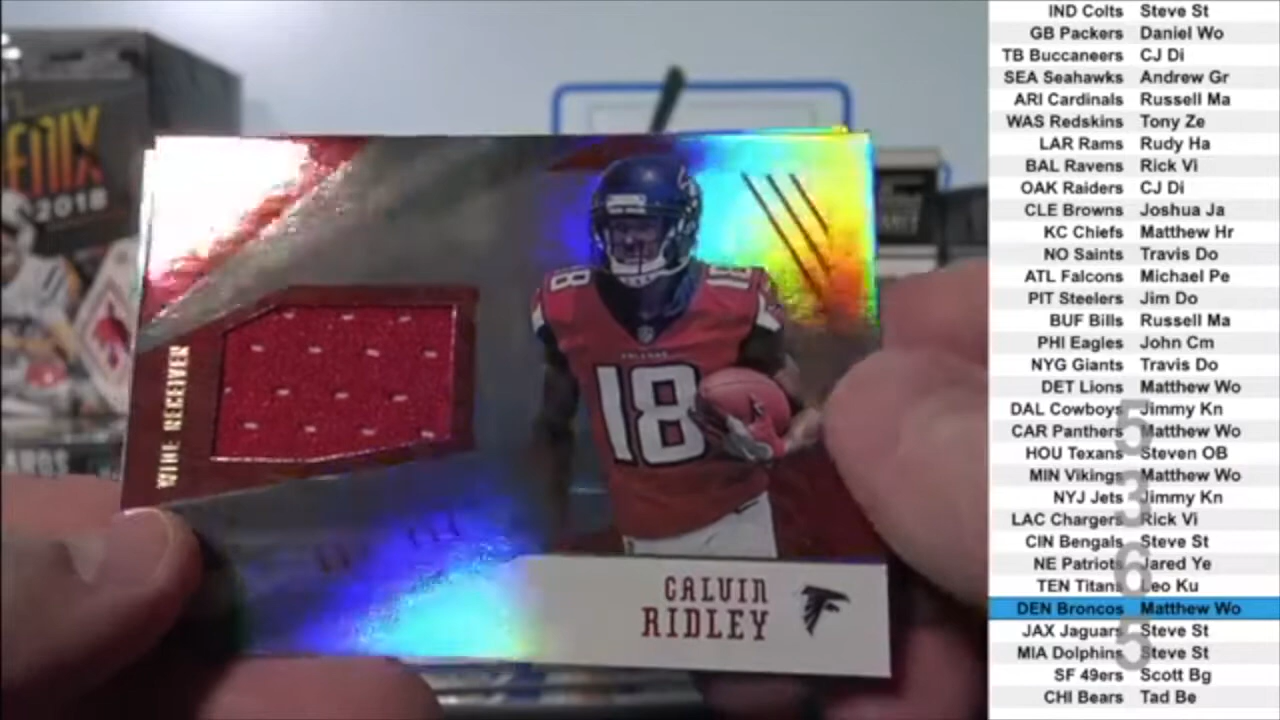 ENIX
2018
WIDE RECEIVER
18
18
18
CALVIN
RIDLEY
IND Colts Steve St
GB Packers Daniel Wo
TB Buccaneers CJ Di
SEA Seahawks Andrew Gr
ARI Cardinals Russell Ma
WAS Redskins Tony Ze
LAR Rams Rudy Ha
BAL Ravens Rick Vi
OAK Raiders CJ Di
CLE Browns Joshua Ja
KC Chiefs Matthew Hr
NO Saints Travis Do
ATL Falcons Michael Pe
PIT Steelers Jim Do
BUF Bills Russell Ma
PHI Eagles John Cm
NYG Giants Travis Do
DET Lions Matthew Wo
DAL Cowboys Jimmy Kn
CAR Panthers Matthew Wo
HOU Texans Steven OB
MIN Vikings Matthew Wo
NYJ Jets Jimmy Kn
LAC Chargers Rick Vi
CIN Bengals Steve St
NE Patriots Jared Ye
TEN Titans Leo Ku
DEN Broncos Matthew Wo
JAX Jaguars Steve St
MIA Dolphins Steve St
SF 49ers Scott Bg
CHI Bears Tad Be
5365